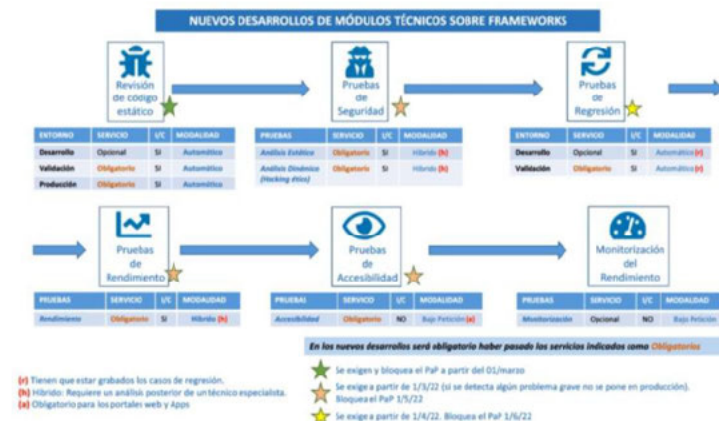 NUEVOS DESARROLLOS DE MÓDULOS TÉCNICOS SOBRE FRAMEWORKS
Revisión
de código
estático
Pruebas
de
Seguridad
Pruebas
de
Regresión
ENTORNO SERVICIO I/C MODALIDAD
Desarrollo Opcional SI Automático
Validación Obligatorio SI Automático
Producción Obligatorio SI Automático
PRUEBAS SERVICIO I/C MODALIDAD
Análisis Estático Obligatorio SI Híbrido (h)
Análisis Dinámico Obligatorio SI Híbrido (h)
(Hacking ético)
ENTORNO SERVICIO I/C MODALIDAD
Desarrollo Opcional SI Automático (r)
Validación Obligatorio SI Automático (r)
Pruebas
de
Rendimiento
Pruebas
de
Accesibilidad
Monitorización
del
Rendimiento
PRUEBAS SERVICIO I/C MODALIDAD
Rendimiento Obligatorio SI Híbrido (h)
PRUEBAS SERVICIO I/C MODALIDAD
Accesibilidad Obligatorio NO Bajo Petición (a)
PRUEBAS SERVICIO I/C MODALIDAD
Monitorización Opcional NO Bajo Petición
En los nuevos desarrollos será obligatorio haber pasado los servicios indicados como Obligatorios
(r) Tienen que estar grabados los casos de regresión.
(h) Híbrido: Requiere un análisis posterior de un técnico especialista.
(a) Obligatorio para los portales web y Apps
Se exigen y bloquea el PaP a partir del 01/marzo
Se exige a partir de 1/3/22 (si se detecta algún problema grave no se pone en producción).
Bloquea el PaP 1/5/22
Se exige a partir de 1/4/22. Bloquea el PaP 1/6/22